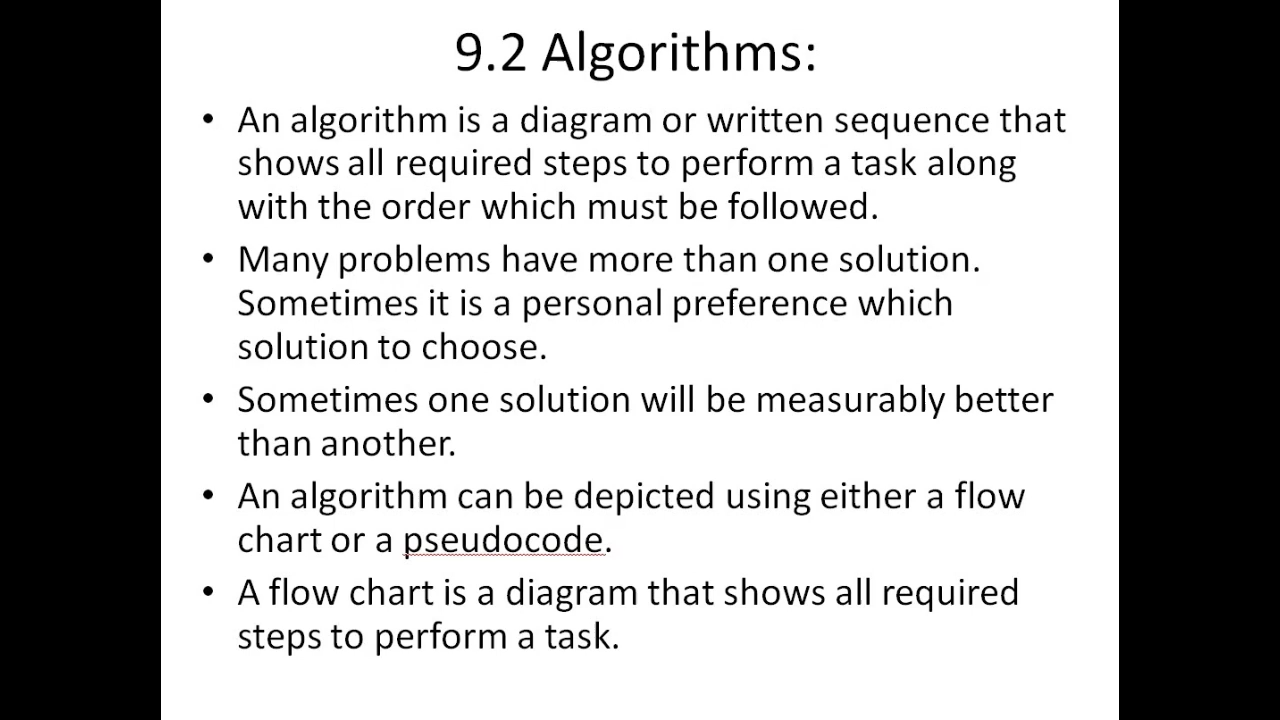 9.2 Algorithms:
• An algorithm is a diagram or written sequence that
shows all required steps to perform a task along
with the order which must be followed.
• Many problems have more than one solution.
Sometimes it is a personal preference which
solution to choose.
• Sometimes one solution will be measurably better
than another.
• An algorithm can be depicted using either a flow
chart or a pseudocode.
• A flow chart is a diagram that shows all required
steps to perform a task.